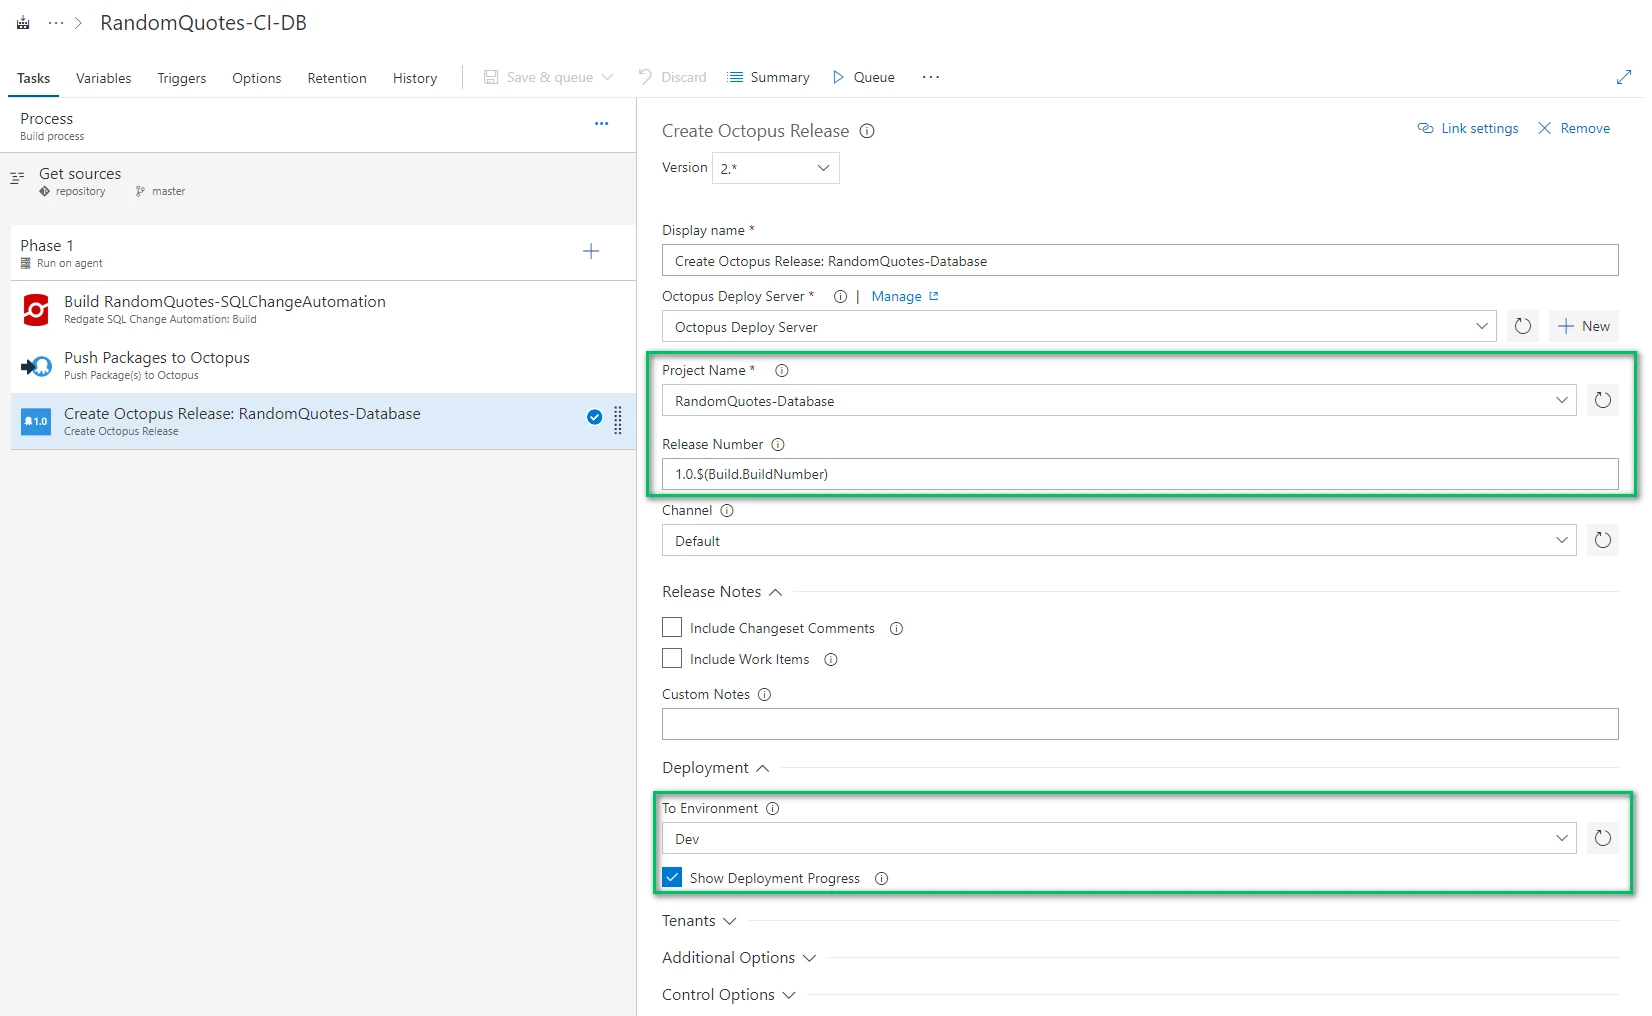 ··· > RandomQuotes-CI-DB
Tasks Variables Triggers Options Retention History Save & queue Discard Summary Queue ···
Process
Build process
Get sources
repository master
Phase 1
Run on agent
Build RandomQuotes-SQLChangeAutomation
Redgate SQL Change Automation: Build
Push Packages to Octopus
Push Package(s) to Octopus
1.0 Create Octopus Release: RandomQuotes-Database
Create Octopus Release
Create Octopus Release Link settings Remove
Version 2.*
Display name *
Create Octopus Release: RandomQuotes-Database
Octopus Deploy Server * | Manage
Octopus Deploy Server New
Project Name *
RandomQuotes-Database
Release Number
1.0.$(Build.BuildNumber)
Channel
Default
Release Notes
Include Changeset Comments
Include Work Items
Custom Notes
Deployment
To Environment
Dev
Show Deployment Progress
Tenants
Additional Options
Control Options